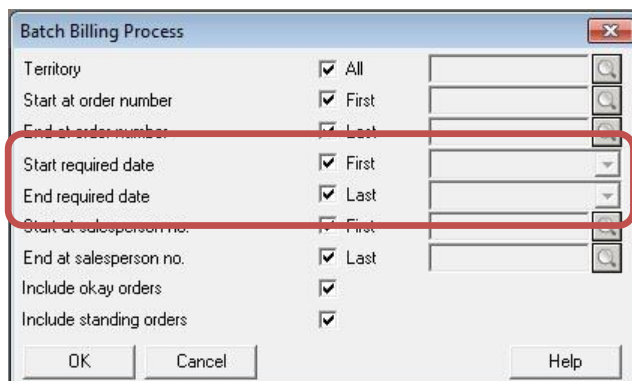 Batch Billing Process
Territory All
Start at order number First
End at order number Last
Start required date First
End required date Last
Start at salesperson no. First
End at salesperson no. Last
Include okay orders
Include standing orders
OK Cancel Help